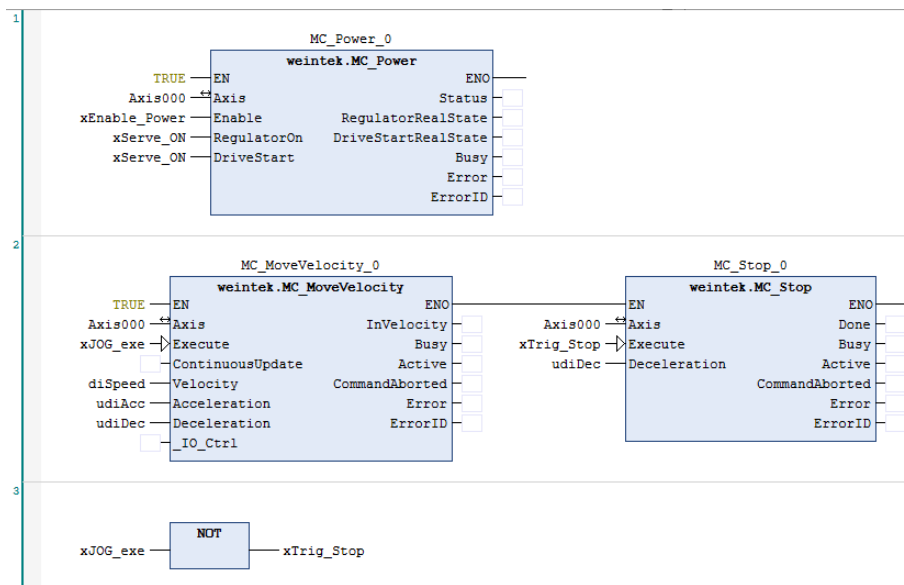 1
MC_Power_0
weintek.MC_Power
TRUE EN ENO
Axis000 Axis Status
xEnable_Power Enable RegulatorRealState
xServe_ON RegulatorOn DriveStartRealState
xServe_ON DriveStart Busy
Error
ErrorID
2
MC_MoveVelocity_0 MC_Stop_0
weintek.MC_MoveVelocity weintek.MC_Stop
TRUE EN ENO EN ENO
Axis000 Axis InVelocity Axis000 Axis Done
xJOG_exe Execute Busy xTrig_Stop Execute Busy
ContinuousUpdate Active udiDec Deceleration Active
diSpeed Velocity CommandAborted CommandAborted
udiAcc Acceleration Error Error
udiDec Deceleration ErrorID ErrorID
_IO_Ctrl
3
NOT
xJOG_exe xTrig_Stop